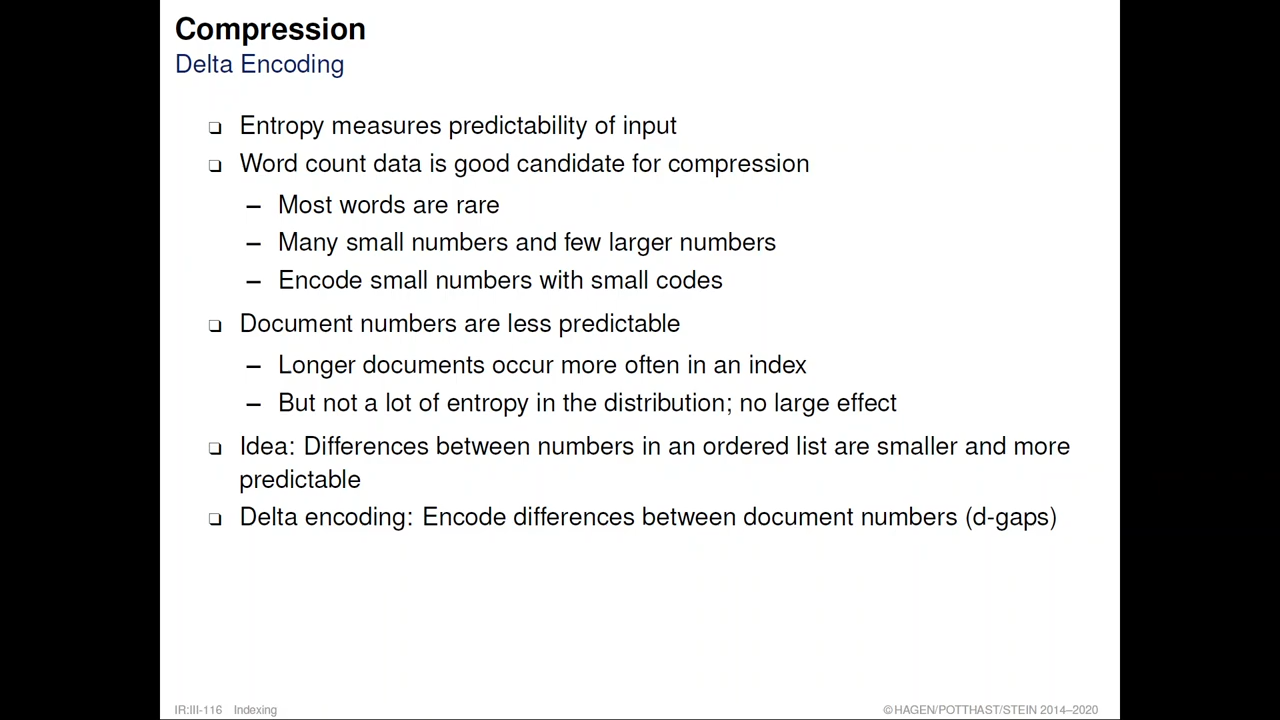 Compression
Delta Encoding
❑ Entropy measures predictability of input
❑ Word count data is good candidate for compression
– Most words are rare
– Many small numbers and few larger numbers
– Encode small numbers with small codes
❑ Document numbers are less predictable
– Longer documents occur more often in an index
– But not a lot of entropy in the distribution; no large effect
❑ Idea: Differences between numbers in an ordered list are smaller and more
predictable
❑ Delta encoding: Encode differences between document numbers (d-gaps)
IR:III-116 Indexing
©HAGEN/POTTHAST/STEIN 2014–2020